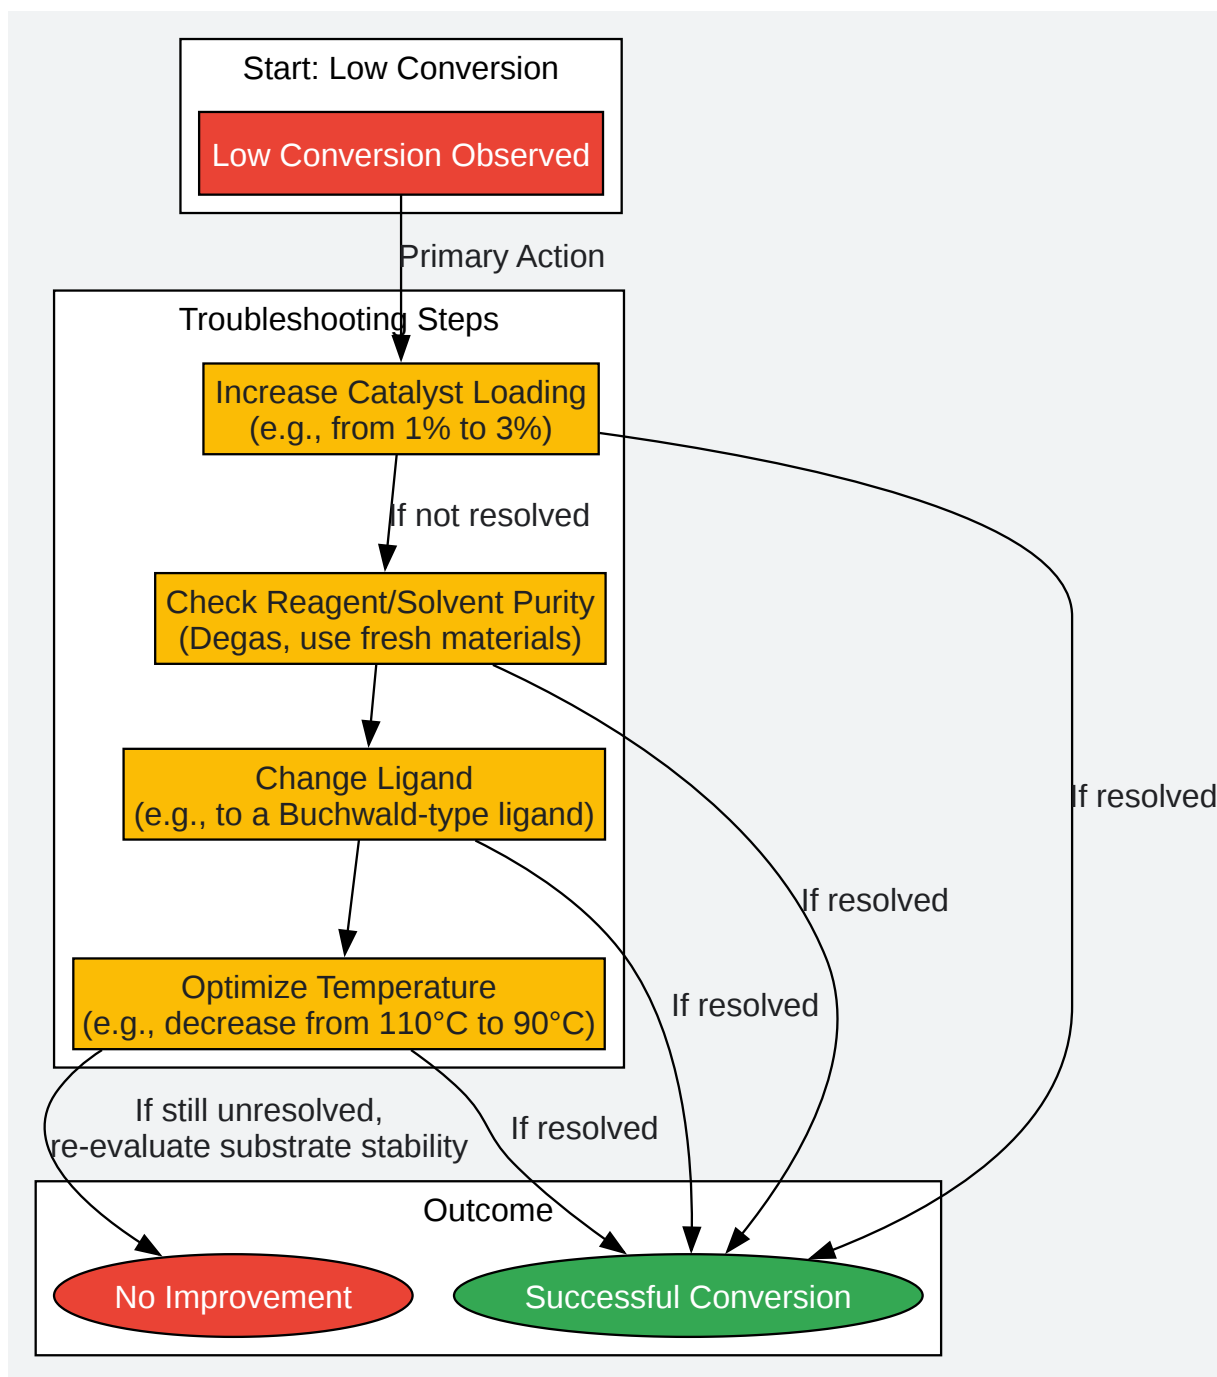 Start: Low Conversion
Low Conversion Observed
Primary Action
Troubleshooting Steps
Increase Catalyst Loading
(e.g., from 1% to 3%)
If not resolved
Check Reagent/Solvent Purity
(Degas, use fresh materials)
Change Ligand
(e.g., to a Buchwald-type ligand)
If resolved
If resolved
If resolved
Optimize Temperature
(e.g., decrease from 110°C to 90°C)
If still unresolved,
re-evaluate substrate stability
If resolved
Outcome
No Improvement
Successful Conversion